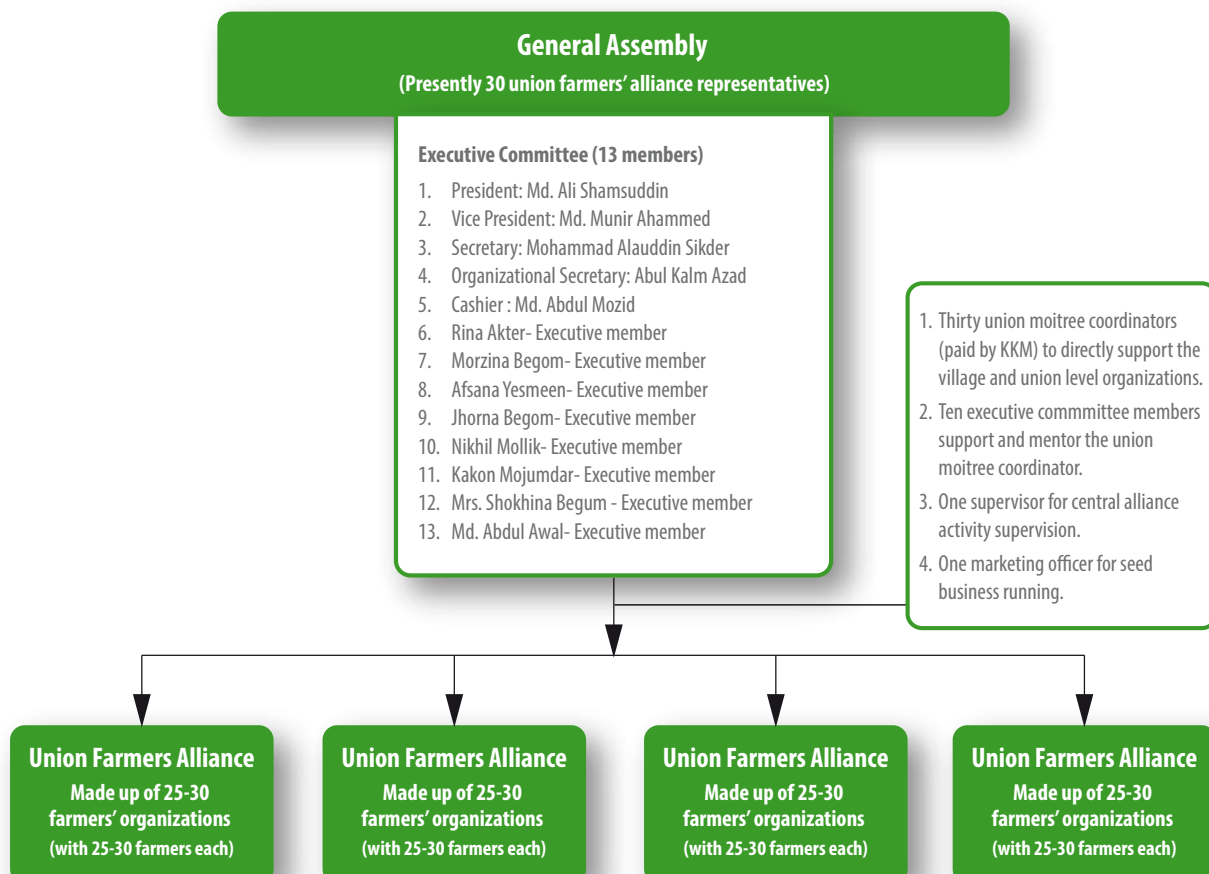 General Assembly
(Presently 30 union farmers’ alliance representatives)
Executive Committee (13 members)
1. President: Md. Ali Shamsuddin
2. Vice President: Md. Munir Ahammed
3. Secretary: Mohammad Alauddin Sikder
4. Organizational Secretary: Abul Kalm Azad
5. Cashier : Md. Abdul Mozid
6. Rina Akter- Executive member
7. Morzina Begom- Executive member
8. Afsana Yesmeen- Executive member
9. Jhorna Begom- Executive member
10. Nikhil Mollik- Executive member
11. Kakon Mojumdar- Executive member
12. Mrs. Shokhina Begum - Executive member
13. Md. Abdul Awal- Executive member
1. Thirty union moitree coordinators
(paid by KKM) to directly support the
village and union level organizations.
2. Ten executive commmittee members
support and mentor the union
moitree coordinator.
3. One supervisor for central alliance
activity supervision.
4. One marketing officer for seed
business running.
Union Farmers Alliance
Made up of 25-30
farmers’ organizations
(with 25-30 farmers each)
Union Farmers Alliance
Made up of 25-30
farmers’ organizations
(with 25-30 farmers each)
Union Farmers Alliance
Made up of 25-30
farmers’ organizations
(with 25-30 farmers each)
Union Farmers Alliance
Made up of 25-30
farmers’ organizations
(with 25-30 farmers each)